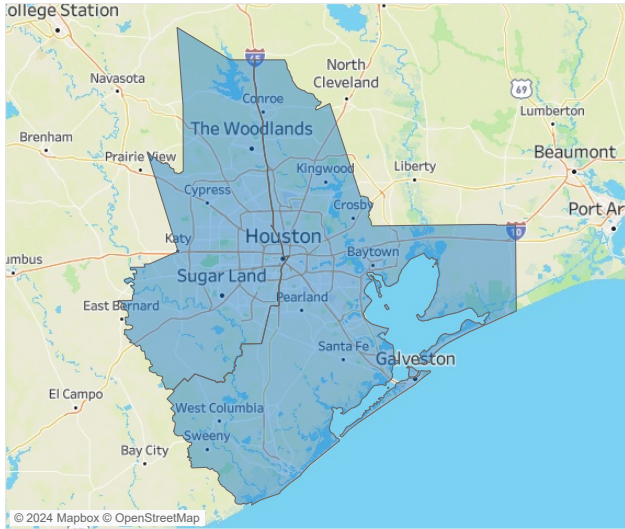 ollege Station
45
North
Cleveland
Navasota
69
Conroe
Lumberton
The Woodlands
Brenham
Prairie View
Beaumont
Kingwood
Liberty
Cypress
Crosby
Port Ar
10
Katy
Houston
Baytown
umbus
Sugar Land
Pearland
East Bernard
Santa Fe
Galveston
El Campo
West Columbia
Sweeny
Bay City
© 2024 Mapbox © OpenStreetMap